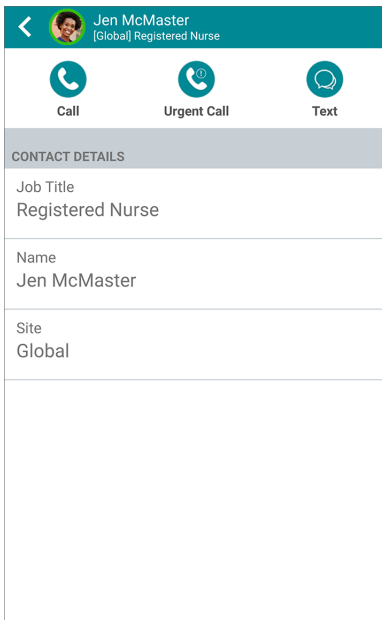 Jen McMaster
[Global] Registered Nurse
Call Urgent Call Text
CONTACT DETAILS
Job Title
Registered Nurse
Name
Jen McMaster
Site
Global